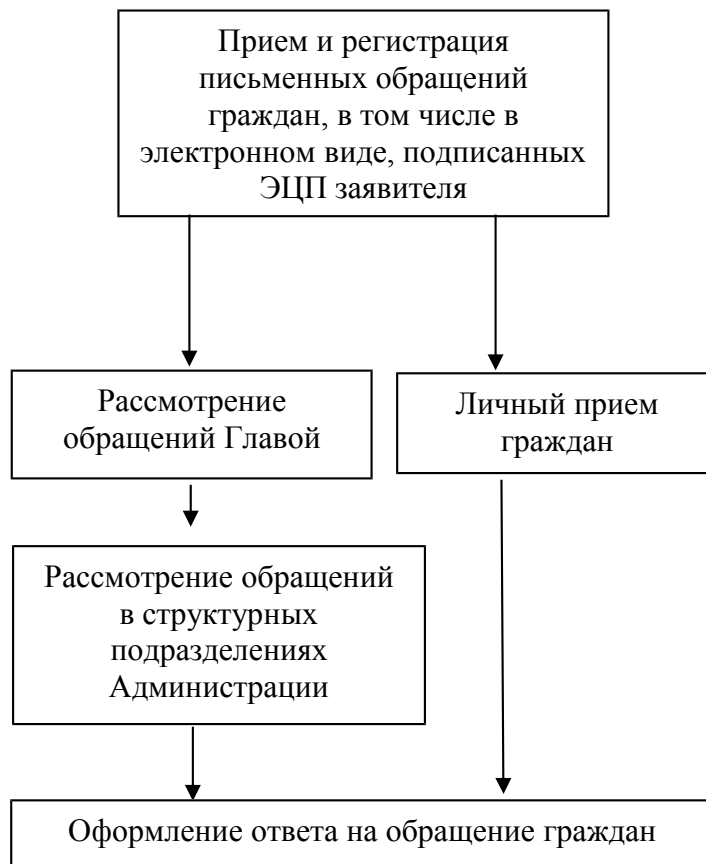 Прием и регистрация
письменных обращений
граждан, в том числе в
электронном виде, подписанных
ЭЦП заявителя
Рассмотрение
обращений Главой
Личный прием
граждан
Рассмотрение обращений
в структурных
подразделениях
Администрации
Оформление ответа на обращение граждан